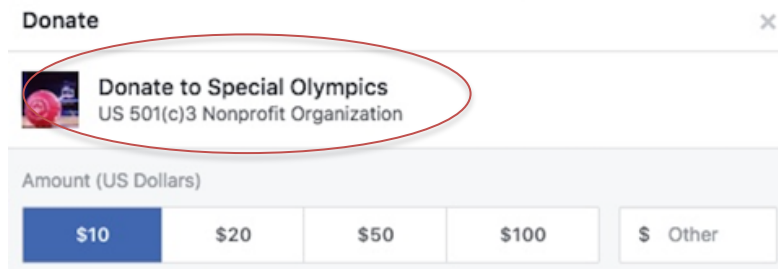 Donate ×
Donate to Special Olympics
US 501(c)3 Nonprofit Organization
Amount (US Dollars)
$10 $20 $50 $100 $ Other